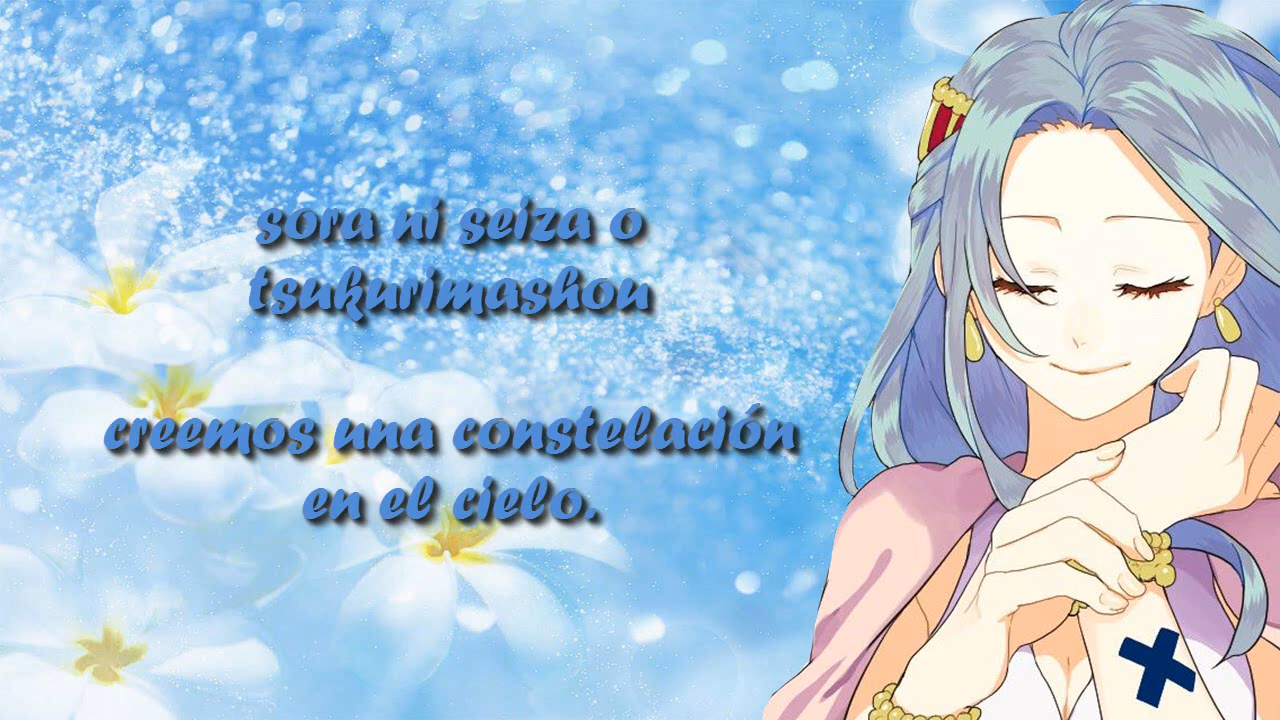 sora ni seiza o
tsukurimashou
creemos una constelación
en el cielo.